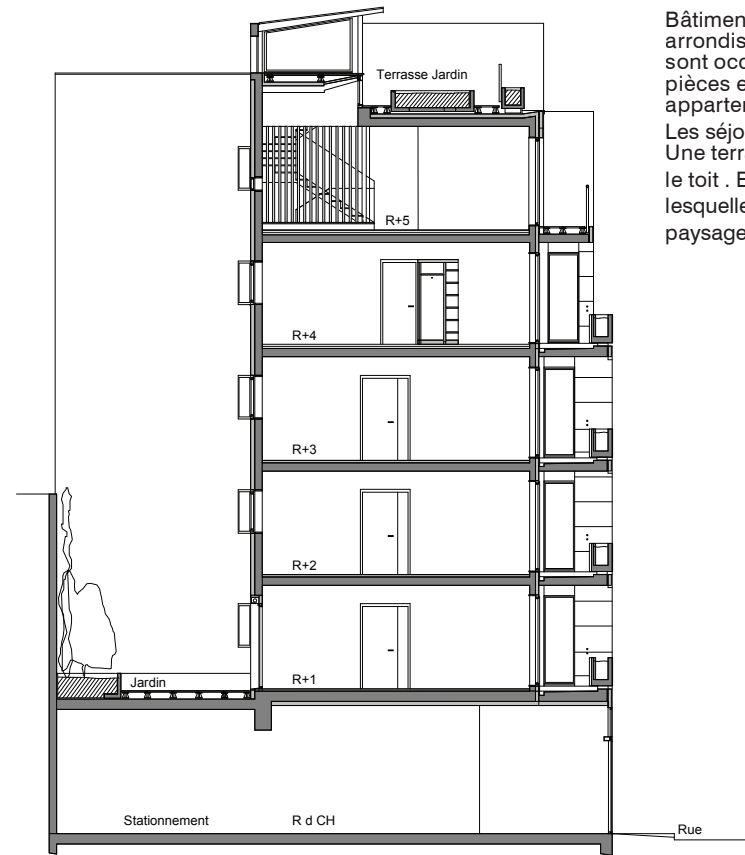 Bâtimen
arrondis
sont occ
pièces e
apparter
Les séjo
Une terra
le toit . E
lesquelle
paysage
Terrasse Jardin
R+5
R+4
R+3
R+2
R+1
Jardin
Stationnement R d CH
Rue